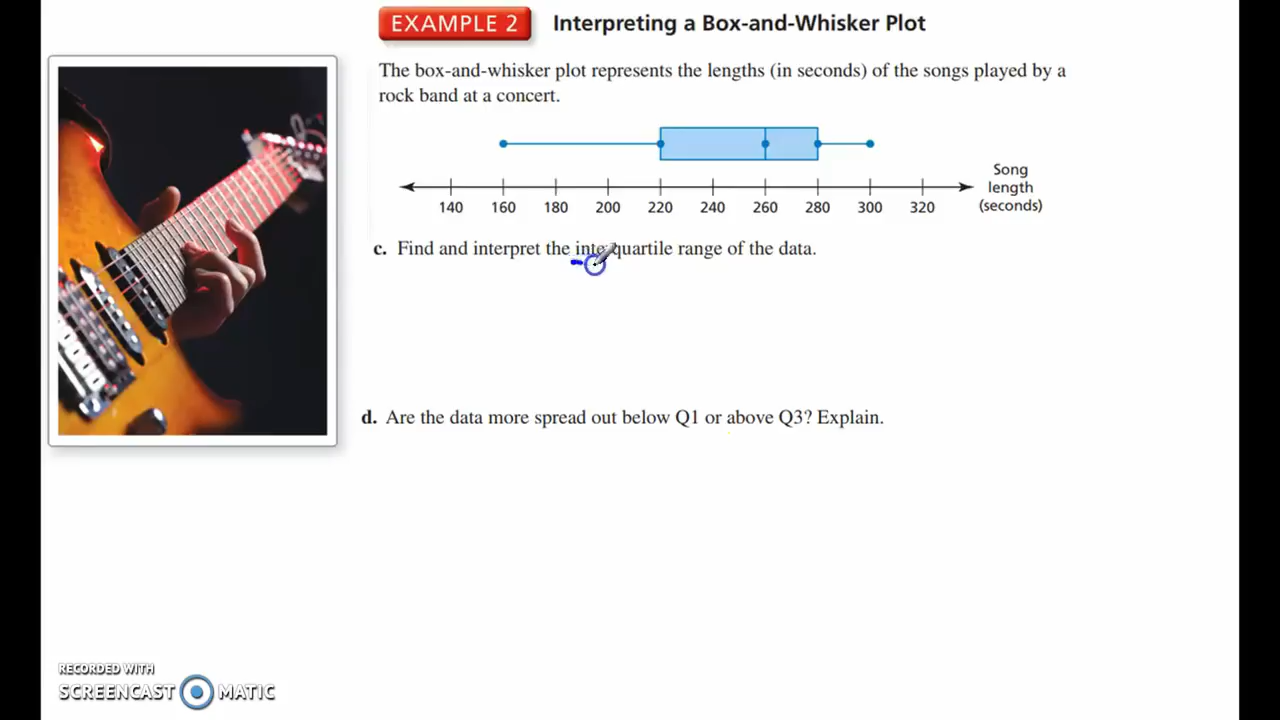 EXAMPLE 2 Interpreting a Box-and-Whisker Plot
The box-and-whisker plot represents the lengths (in seconds) of the songs played by a
rock band at a concert.
Song
length
(seconds)
140 160 180 200 220 240 260 280 300 320
c. Find and interpret the interquartile range of the data.
d. Are the data more spread out below Q1 or above Q3? Explain.
RECORDED WITH
SCREENCAST MATIC